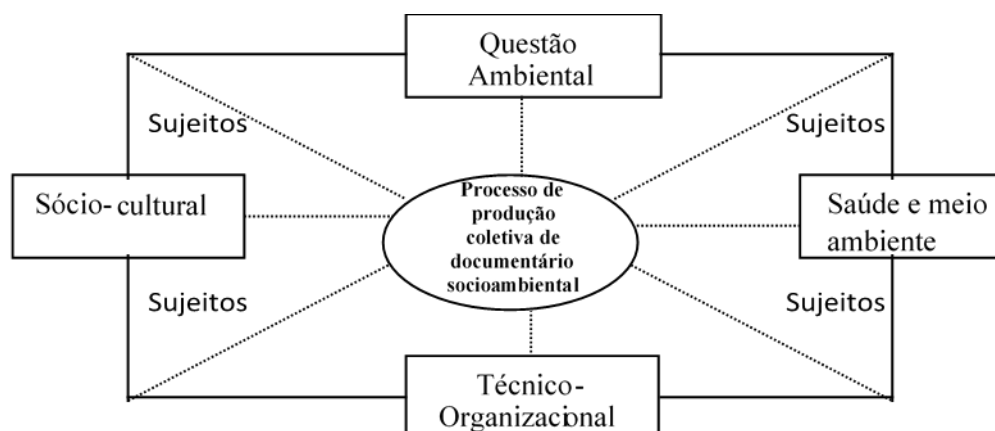 Questão
Ambiental
Sujeitos
Sujeitos
Sócio-cultural
Processo de
produção
coletiva de
documentário
socioambiental
Saúde e meio
ambiente
Sujeitos
Sujeitos
Técnico-
Organizacional